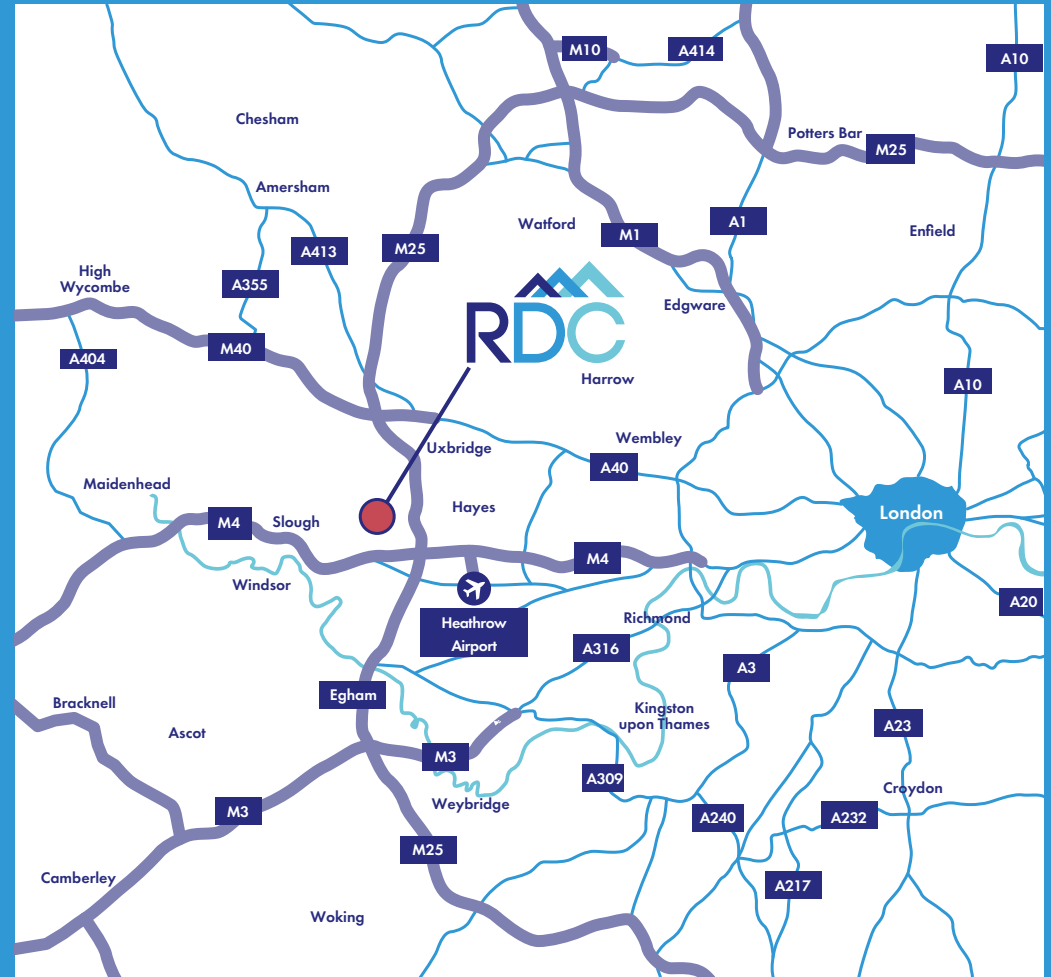 M10
A414
A10
Chesham
Potters Bar
M25
Amersham
Watford
A1
M1
Enfield
A413
M25
High
Wycombe
A355
Edgware
RDC
M40
A404
Harrow
A10
Uxbridge
Wembley
A40
Maidenhead
Hayes
London
M4
Slough
M4
Windsor
A20
Heathrow
Airport
Richmond
A316
A3
Egham
Bracknell
Kingston
upon Thames
Ascot
A23
M3
A309
Croydon
Weybridge
M3
A240
A232
M25
Camberley
A217
Woking